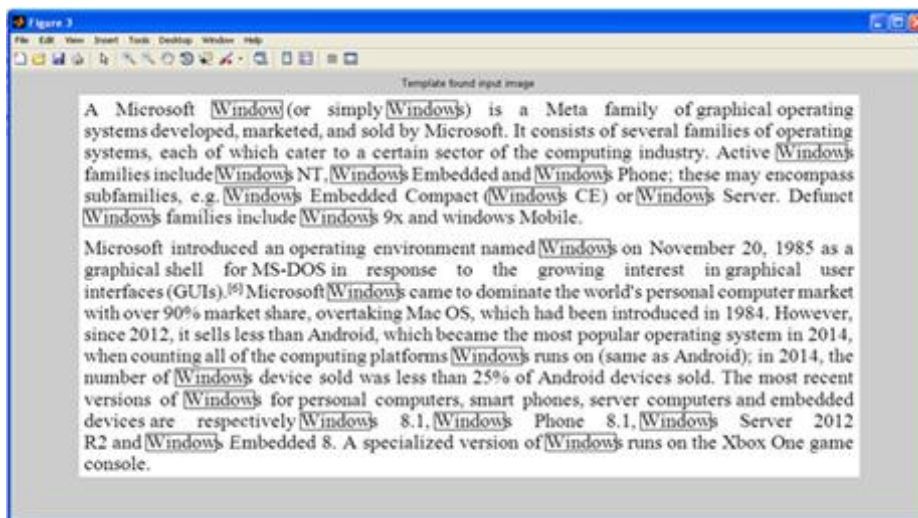 Figure 3
File Edit View Insert Tools Desktop Window Help
Template found input image
A Microsoft Window (or simply Windows) is a Meta family of graphical operating
systems developed, marketed, and sold by Microsoft. It consists of several families of operating
systems, each of which cater to a certain sector of the computing industry. Active Windows
families include Windows NT, Windows Embedded and Windows Phone; these may encompass
subfamilies, e.g. Windows Embedded Compact (Windows CE) or Windows Server. Defunct
Windows families include Windows 9x and windows Mobile.
Microsoft introduced an operating environment named Windows on November 20, 1985 as a
graphical shell for MS-DOS in response to the growing interest in graphical user
interfaces (GUIs).[6] Microsoft Windows came to dominate the world's personal computer market
with over 90% market share, overtaking Mac OS, which had been introduced in 1984. However,
since 2012, it sells less than Android, which became the most popular operating system in 2014,
when counting all of the computing platforms Windows runs on (same as Android); in 2014, the
number of Windows device sold was less than 25% of Android devices sold. The most recent
versions of Windows for personal computers, smart phones, server computers and embedded
devices are respectively Windows 8.1, Windows Phone 8.1, Windows Server 2012
R2 and Windows Embedded 8. A specialized version of Windows runs on the Xbox One game
console.